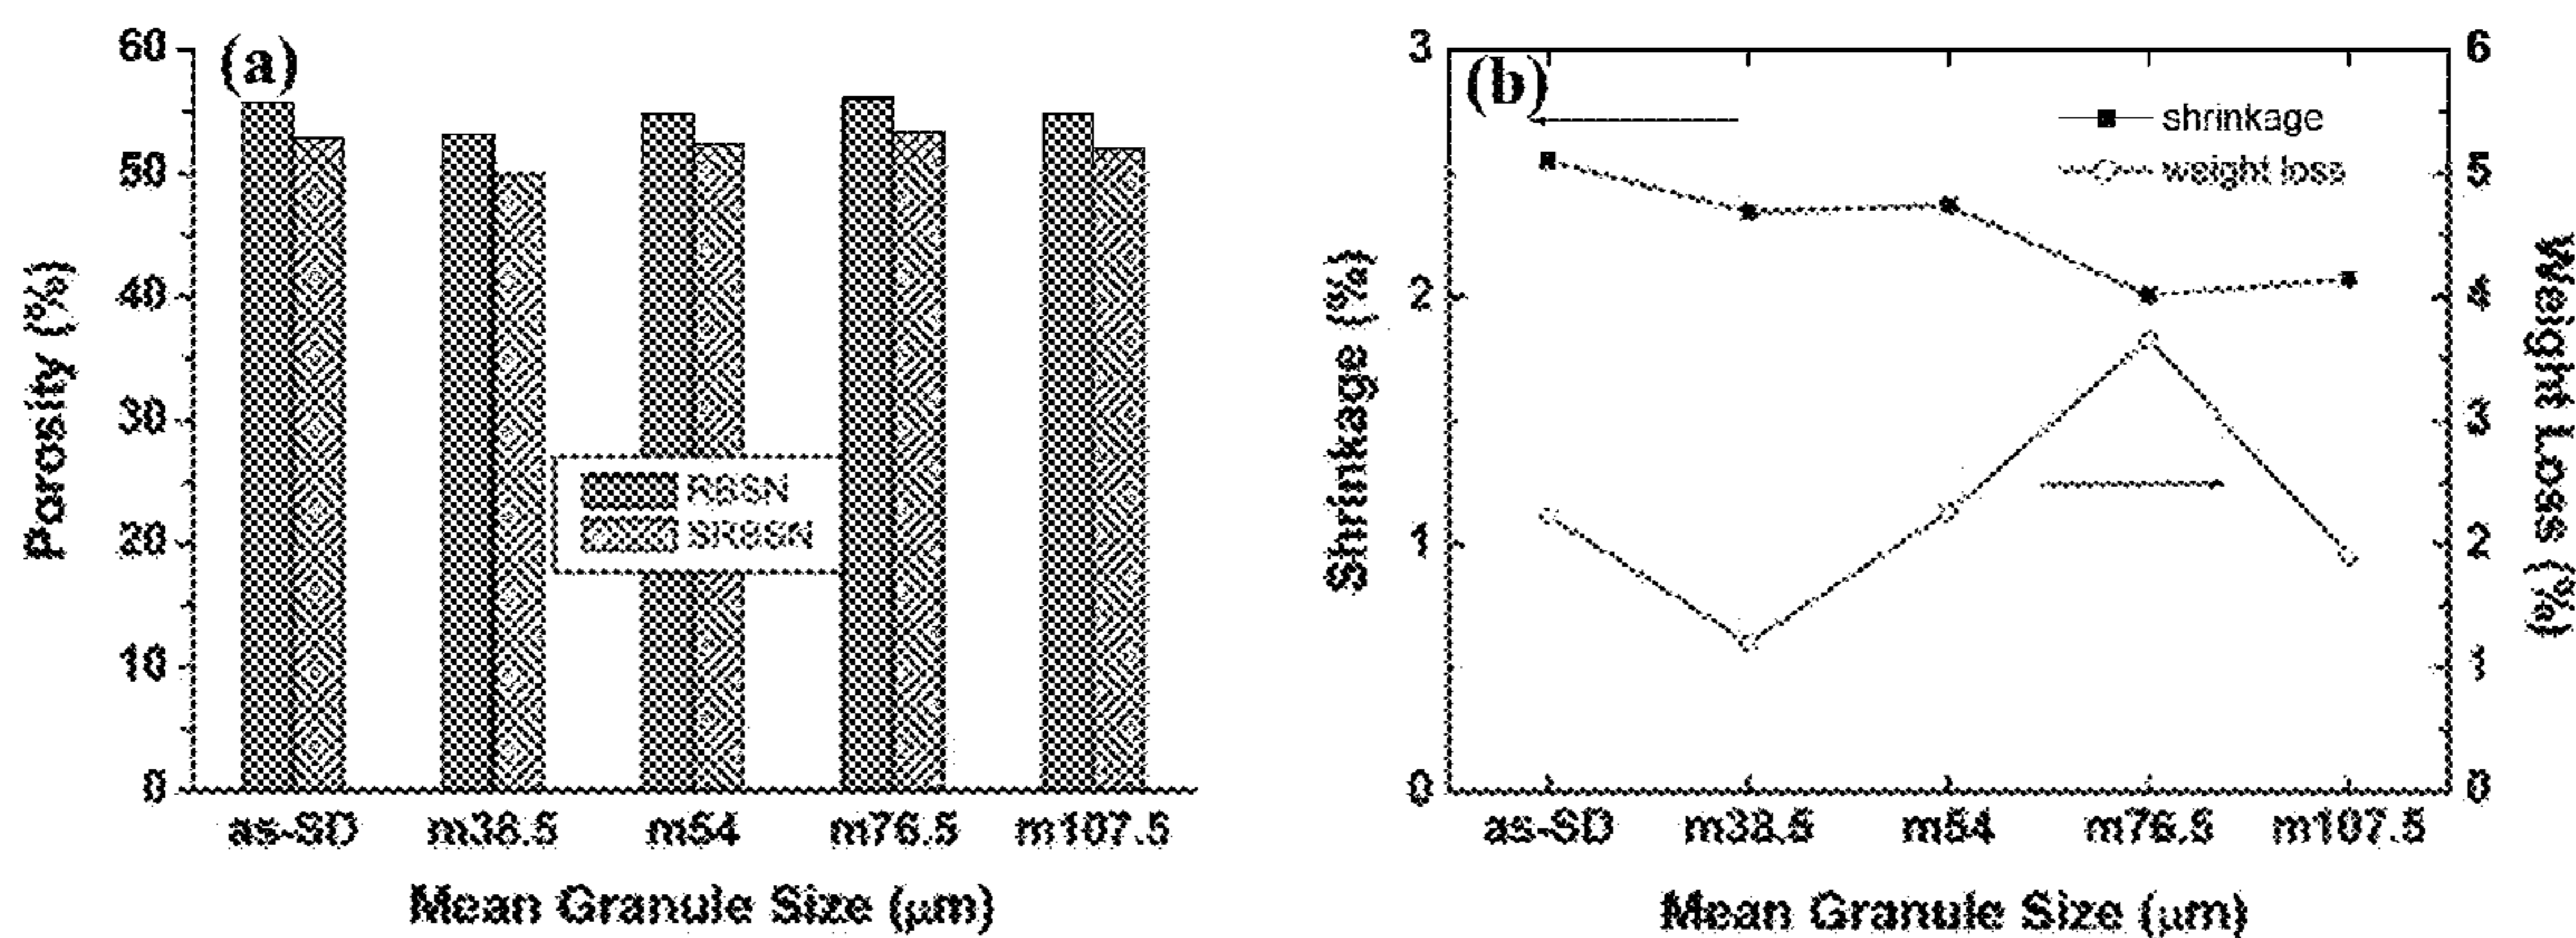 (a)
60
50
40
30
20
10
0
Porosity (%)
RBSN
SRBSN
as-SD m38.5 m54 m76.5 m107.5
Mean Granule Size (μm)
(b)
3
2
1
0
Shrinkage (%)
shrinkage
weight loss
6
5
4
3
2
1
0
Weight Loss (%)
as-SD m38.5 m54 m76.5 m107.5
Mean Granule Size (μm)